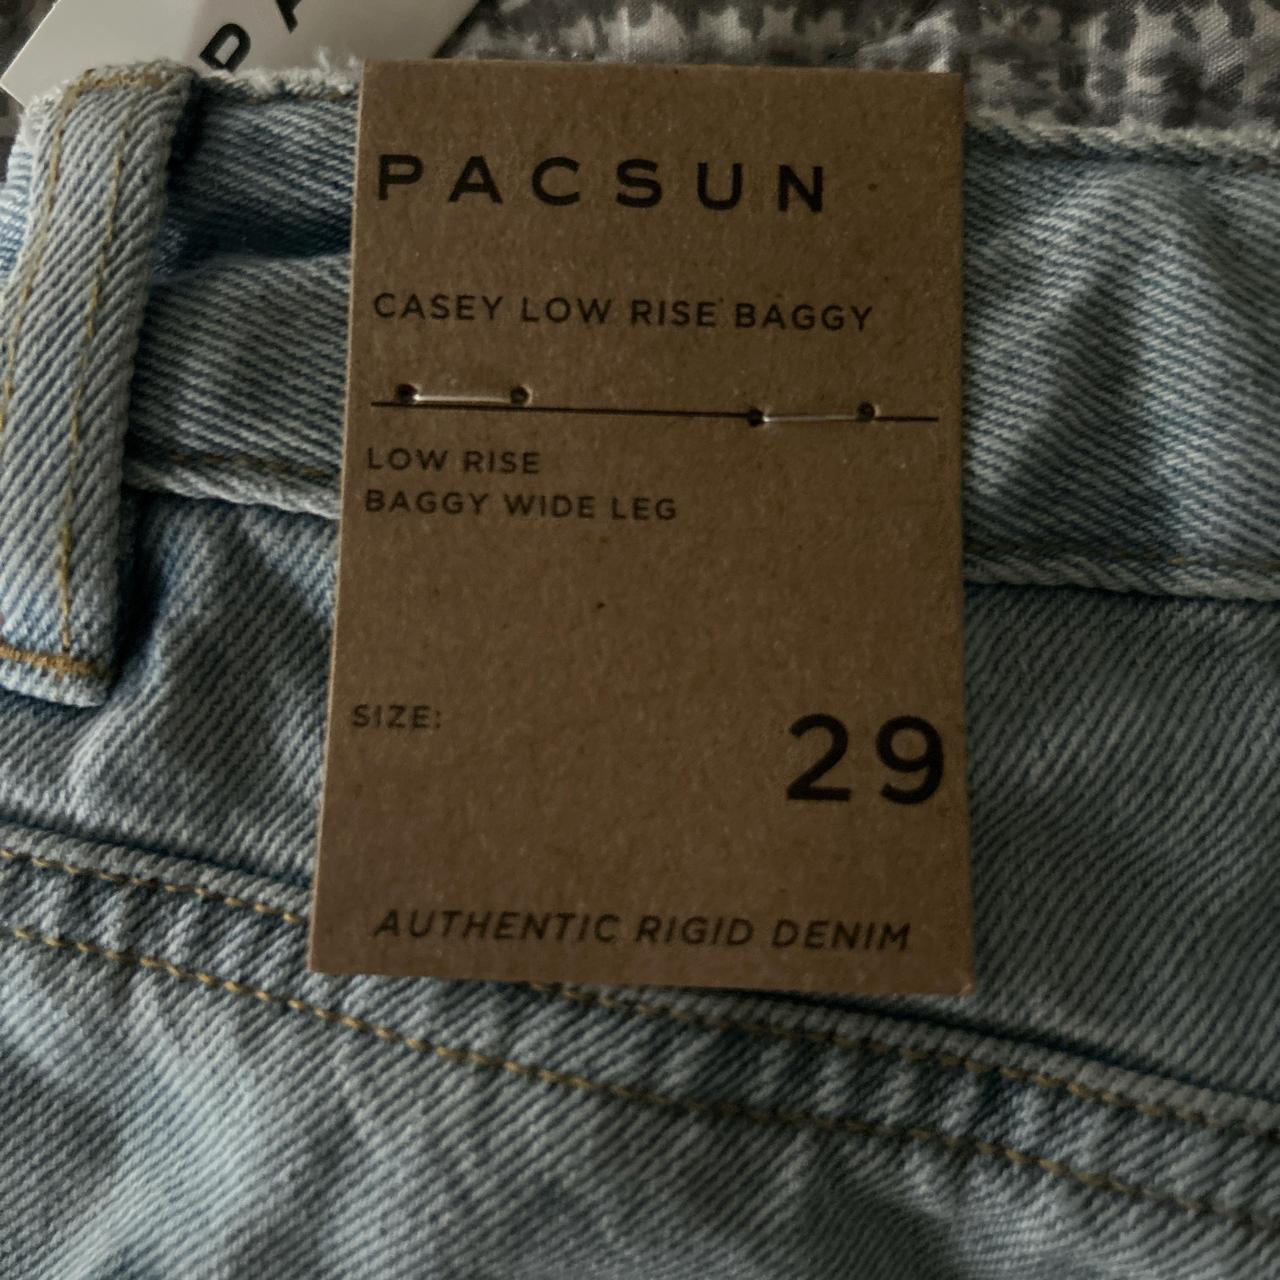 PACSUN
CASEY LOW RISE BAGGY
LOW RISE
BAGGY WIDE LEG
SIZE:
29
AUTHENTIC RIGID DENIM